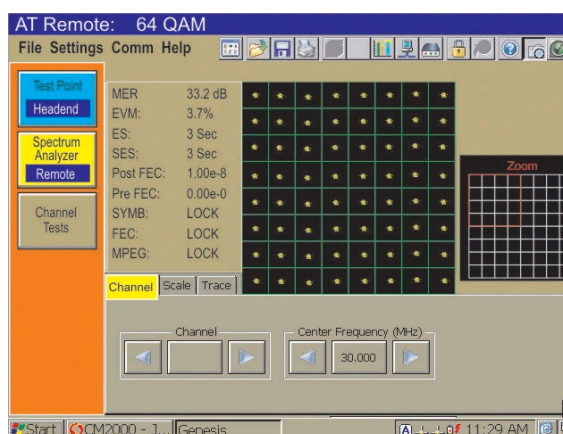 AT Remote: 64 QAM
File Settings Comm Help
Test Point
Headend
Spectrum
Analyzer
Remote
Channel
Tests
MER 33.2 dB
EVM: 3.7%
ES: 3 Sec
SES: 3 Sec
Post FEC: 1.00e-8
Pre FEC: 0.00e-0
SYMB: LOCK
FEC: LOCK
MPEG: LOCK
Zoom
Channel Scale Trace
Channel
Center Frequency (MHz)
30.000
Start CM2000 - J... Genesis 11:29 AM